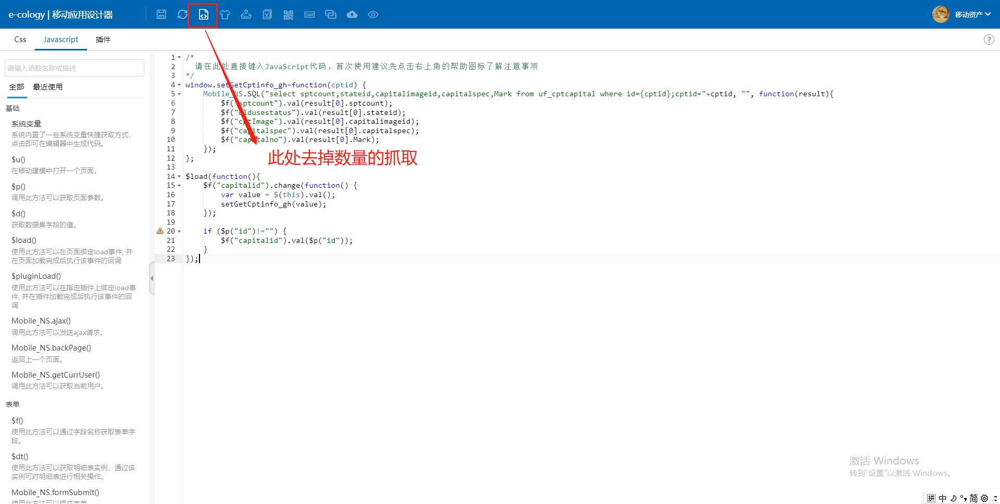 e-cology | 移动应用设计器
移动资产
Css Javascript 插件
请输入函数名称或描述
全部 最近使用
基础
系统变量
系统内置了一些系统变量快捷获取方式,
点击即可在编辑器中生成代码。
$u()
在移动建模中打开一个页面。
$p()
调用此方法可以获取页面参数。
$d()
获取数据集字段的值。
$load()
使用此方法可以在页面绑定load事件, 并
在页面加载完成后执行该事件的回调
$pluginLoad()
使用此方法可以在指定插件上绑定load事
件, 并在插件加载完成后执行该事件的回
调
Mobile_NS.ajax()
调用此方法可以发送ajax请求。
Mobile_NS.backPage()
返回上一个页面。
Mobile_NS.getCurrUser()
调用此方法可以获取当前用户。
表单
$f()
使用此方法可以通过字段名称获取表单字
段。
$dt()
使用此方法可以获取明细表实例，通过该
实例可对明细表进行相关操作。
Mobile_NS.formSubmit()
使用此方法可以提交表单
1 /*
2 请在此处直接键入JavaScript代码，首次使用建议先点击右上角的帮助图标了解注意事项
3 */
4 window.setGetCptinfo_gh=function(cptid) {
5 Mobile_NS.SQL("select sptcount,stateid,capitalimageid,capitalspec,Mark from uf_cptcapital where id={cptid};cptid="+cptid, "", function(result){
6 $f("sptcount").val(result[0].sptcount);
7 $f("oldusestatus").val(result[0].stateid);
8 $f("cptImage").val(result[0].capitalimageid);
9 $f("capitalspec").val(result[0].capitalspec);
10 $f("capitalno").val(result[0].Mark);
11 });
12 };
13
14 $load(function(){
15 $f("capitalid").change(function() {
16 var value = $(this).val();
17 setGetCptinfo_gh(value);
18 });
19
20 if ($p("id")!="") {
21 $f("capitalid").val($p("id"));
22 }
23 });
此处去掉数量的抓取
激活 Windows
转到"设置"以激活 Windows。
拼 中 简